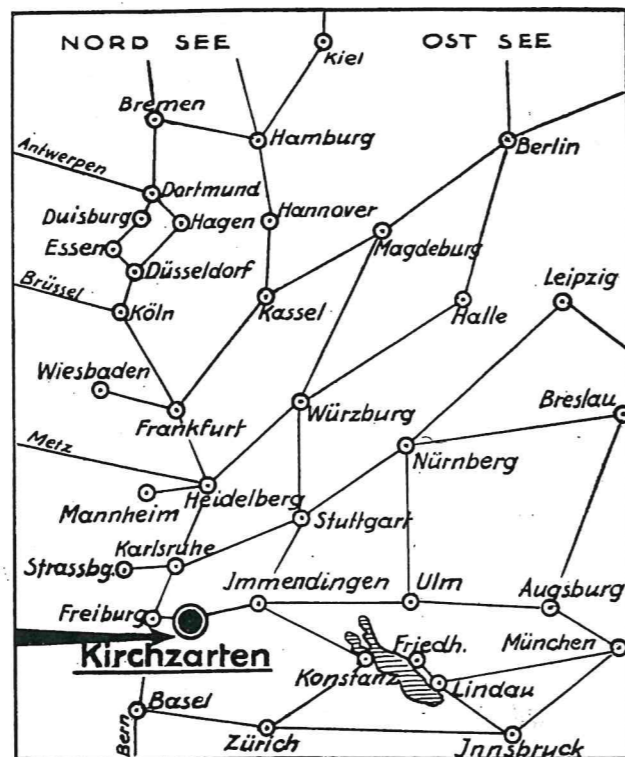 NORD SEE
OST SEE
Kiel
Bremen
Hamburg
Berlin
Antwerpen
Dortmund
Duisburg
Hagen
Hannover
Magdeburg
Essen
Düsseldorf
Brüssel
Köln
Kassel
Halle
Leipzig
Wiesbaden
Frankfurt
Würzburg
Breslau
Metz
Heidelberg
Nürnberg
Mannheim
Stuttgart
Karlsruhe
Strassbg.
Jmmendingen
Ulm
Augsburg
Freiburg
Kirchzarten
Friedh.
München
Konstanz
Lindau
Basel
Bern
Zürich
Jnnsbruck